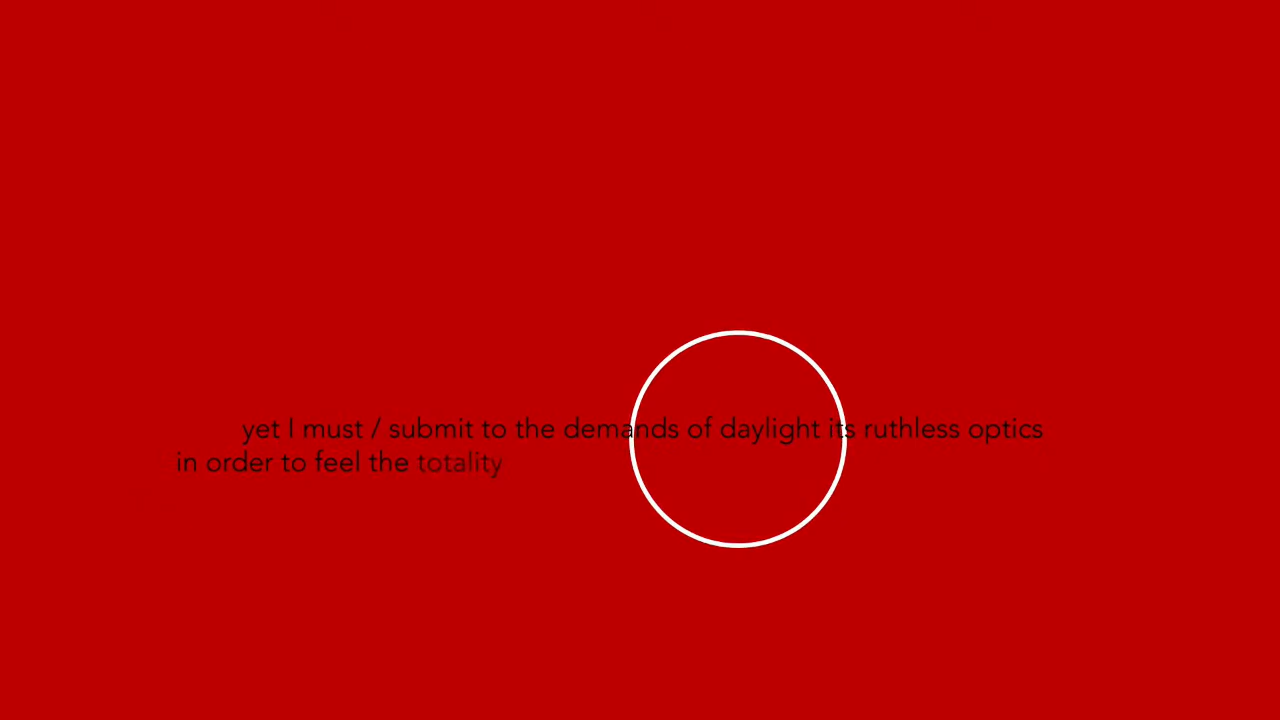 yet I must / submit to the demands of daylight its ruthless optics
in order to feel the totality